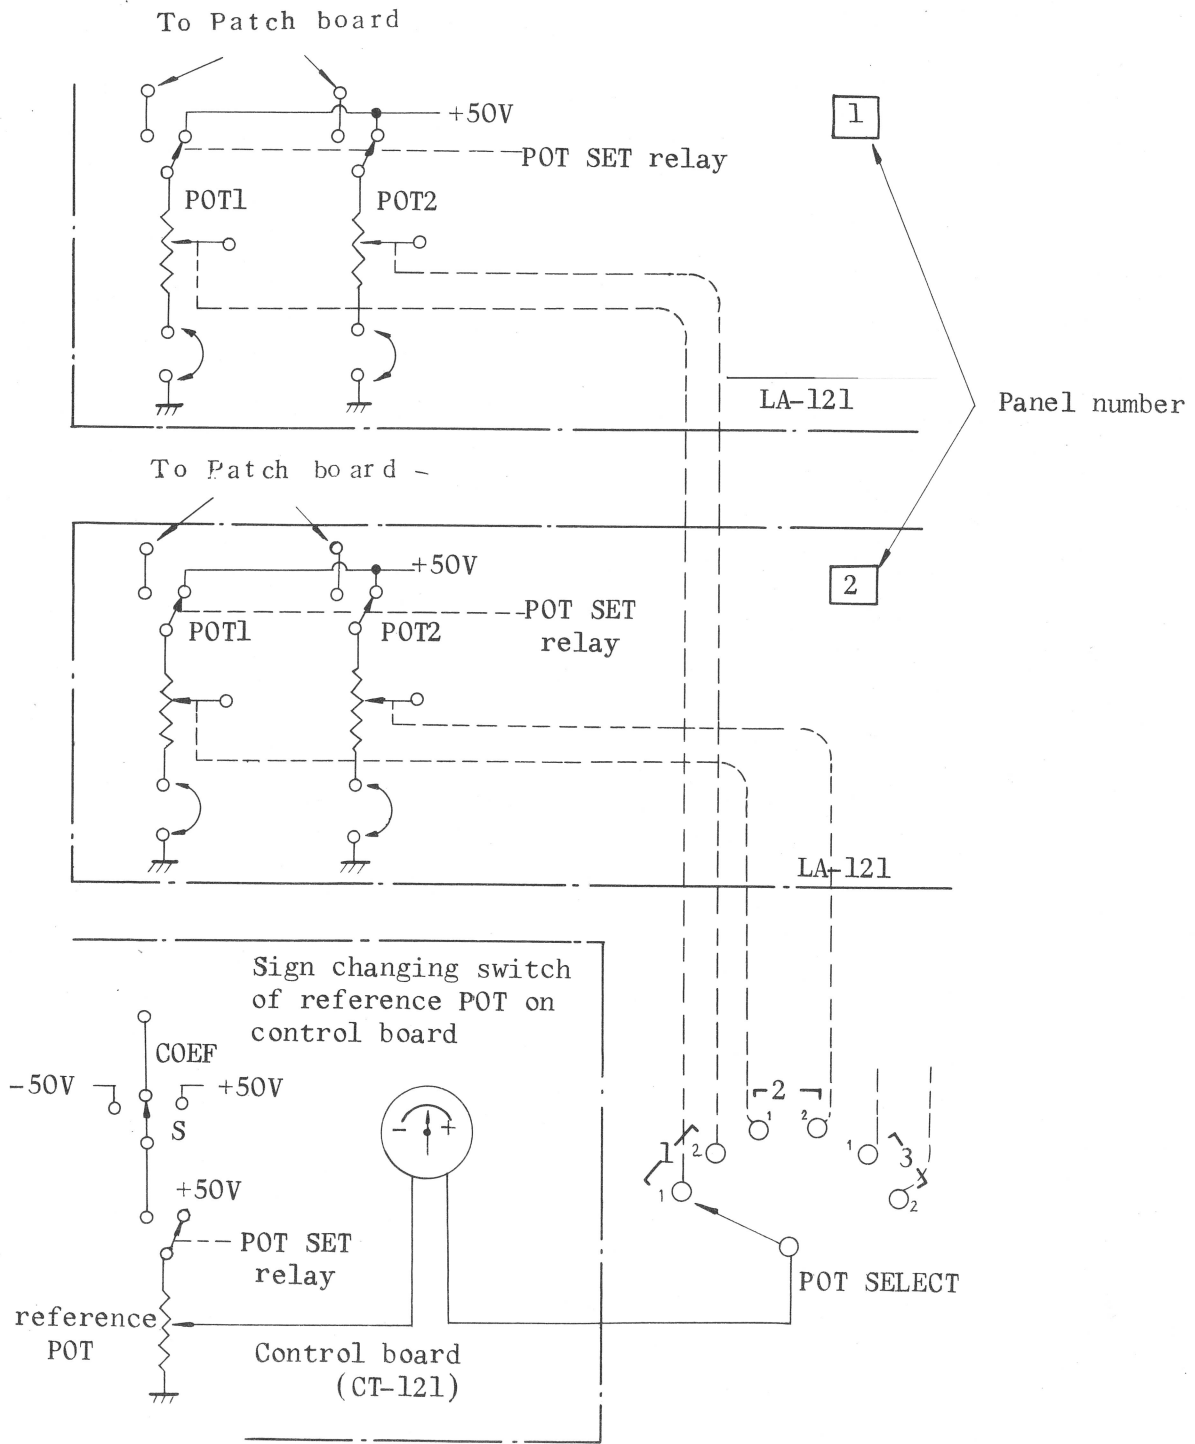 To Patch board
+50V
1
POT SET relay
POT1
POT2
LA-121
Panel number
To Patch board
+50V
2
POT SET
relay
POT1
POT2
LA-121
Sign changing switch
of reference POT on
control board
COEF
-50V
+50V
S
- +
+50V
POT SET
relay
reference
POT
Control board
(CT-121)
1
1
2
2
1
2
3
1
2
POT SELECT